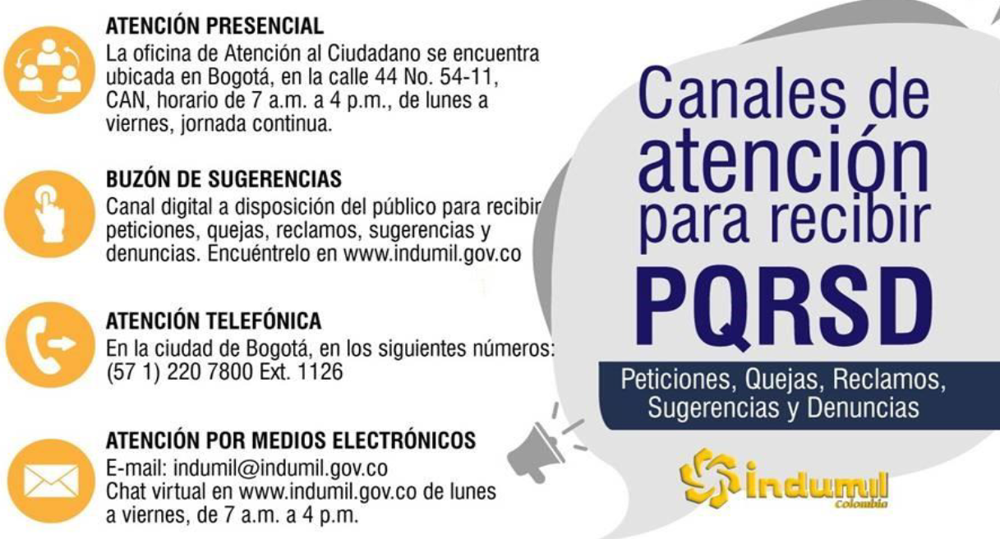 ATENCIÓN PRESENCIAL
La oficina de Atención al Ciudadano se encuentra
ubicada en Bogotá, en la calle 44 No. 54-11,
CAN, horario de 7 a.m. a 4 p.m., de lunes a
viernes, jornada continua.
BUZÓN DE SUGERENCIAS
Canal digital a disposición del público para recibir
peticiones, quejas, reclamos, sugerencias y
denuncias. Encuéntrelo en www.indumil.gov.co
ATENCIÓN TELEFÓNICA
En la ciudad de Bogotá, en los siguientes números:
(57 1) 220 7800 Ext. 1126
ATENCIÓN POR MEDIOS ELECTRÓNICOS
E-mail: indumil@indumil.gov.co
Chat virtual en www.indumil.gov.co de lunes
a viernes, de 7 a.m. a 4 p.m.
Canales de
atención
para recibir
PQRSD
Peticiones, Quejas, Reclamos,
Sugerencias y Denuncias
indumil
Colombia